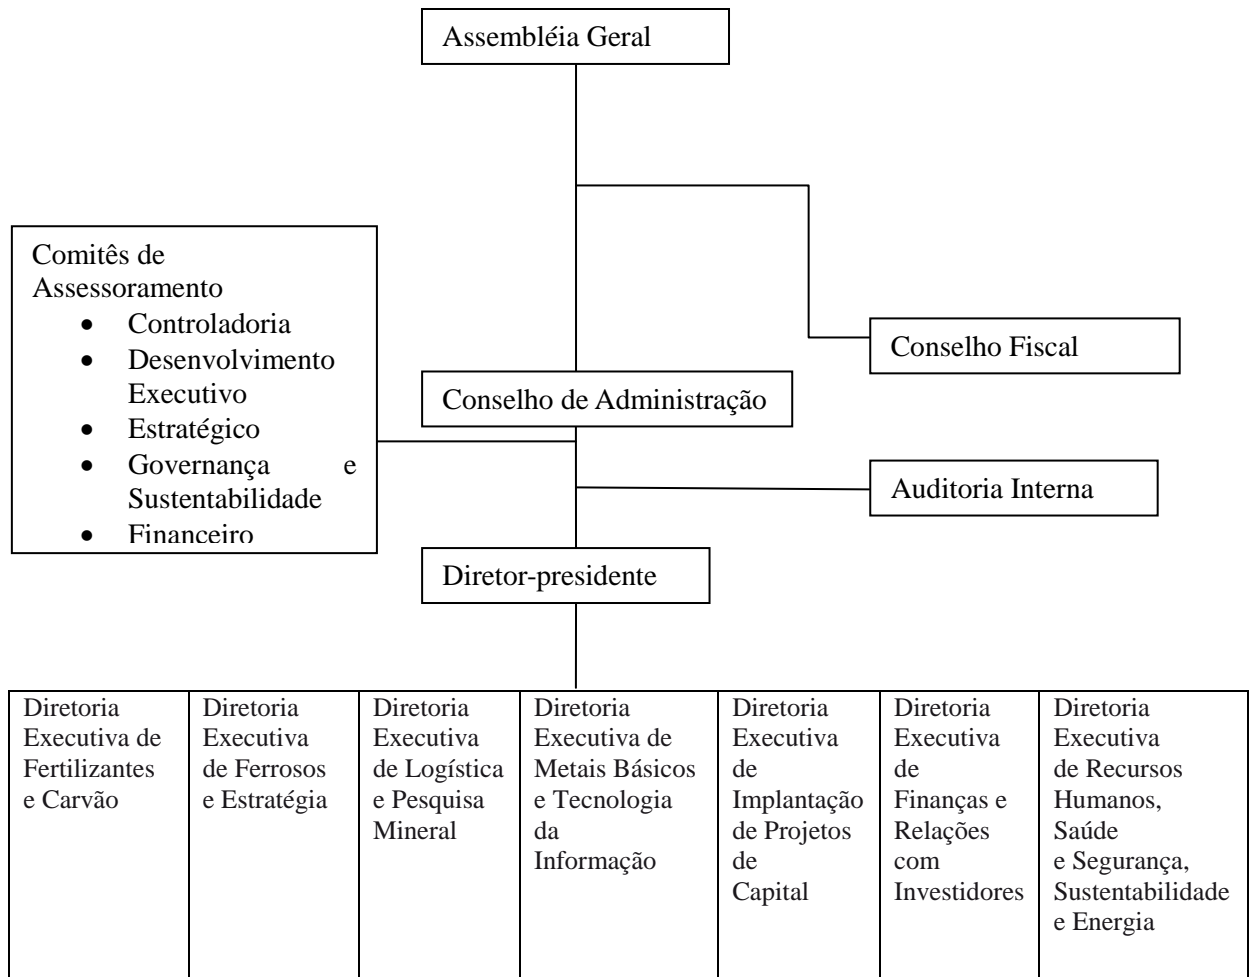 Assembléia Geral
Comitês de
Assessoramento
• Controladoria
• Desenvolvimento
Executivo
• Estratégico
• Governança e
Sustentabilidade
• Financeiro
Conselho Fiscal
Conselho de Administração
Auditoria Interna
Diretor-presidente
Diretoria
Executiva de
Fertilizantes
e Carvão
Diretoria
Executiva
de Ferrosos
e Estratégia
Diretoria
Executiva
de Logística
e Pesquisa
Mineral
Diretoria
Executiva de
Metais Básicos
e Tecnologia
da
Informação
Diretoria
Executiva
de
Implantação
de Projetos
de
Capital
Diretoria
Executiva
de
Finanças e
Relações
com
Investidores
Diretoria
Executiva
de Recursos
Humanos,
Saúde
e Segurança,
Sustentabilidade
e Energia